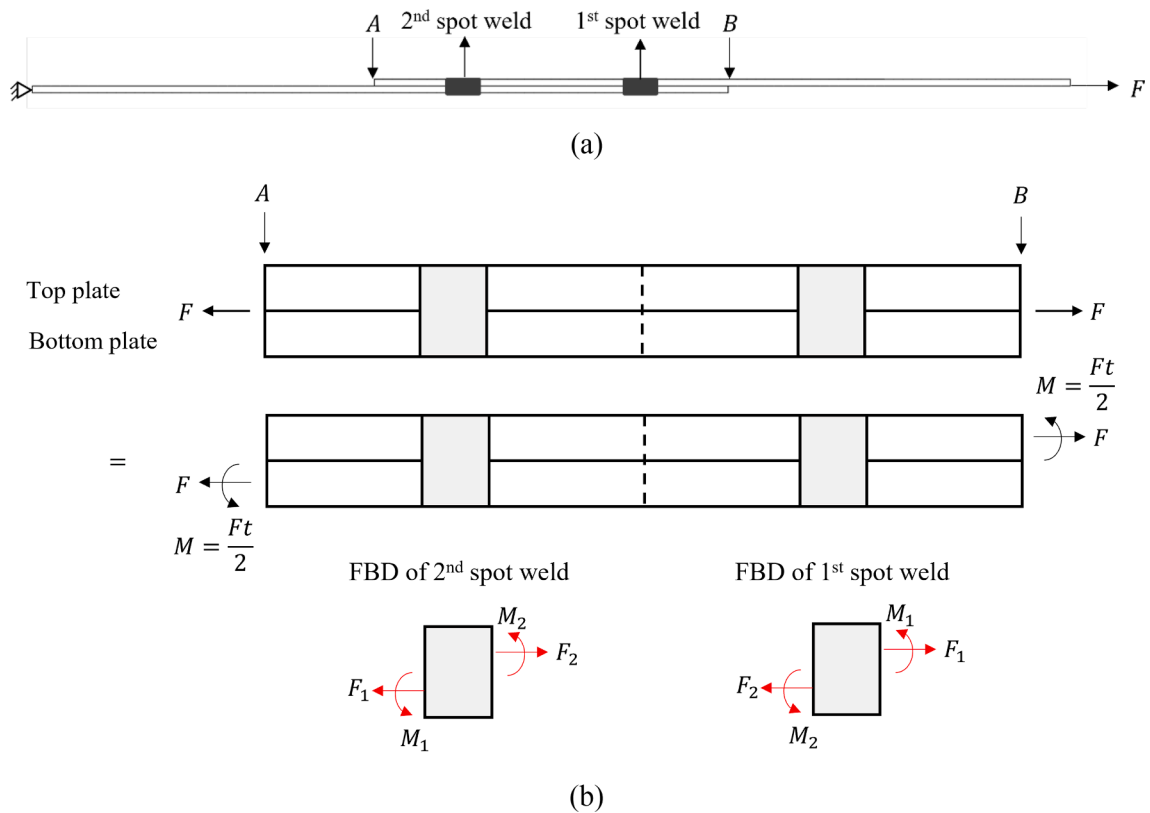 A 2nd spot weld 1st spot weld B
F
(a)
A B
Top plate
F F
Bottom plate
M = Ft/2
F
=
F
M = Ft/2
FBD of 2nd spot weld FBD of 1st spot weld
M₂ M₁
F₂ F₁
F₁ F₂
M₁ M₂
(b)